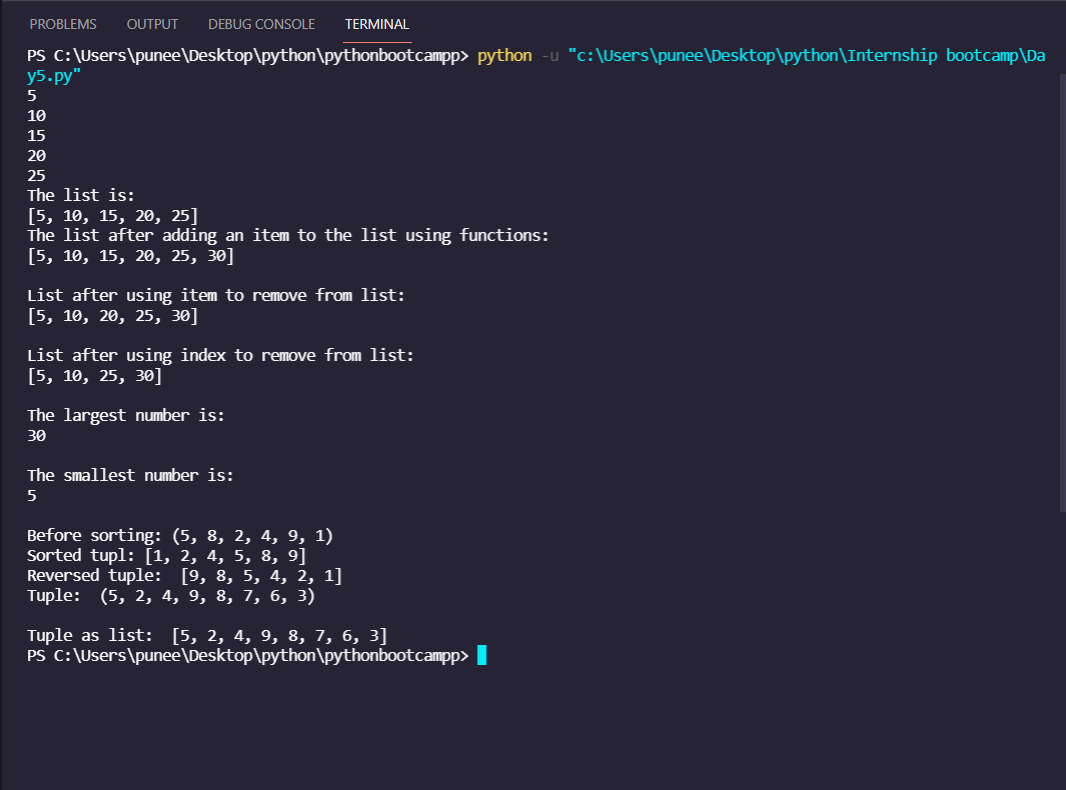 PROBLEMS OUTPUT DEBUG CONSOLE TERMINAL
PS C:\Users\punee\Desktop\python\pythonbootcampp> python -u "c:\Users\punee\Desktop\python\Internship bootcamp\Da
y5.py"
5
10
15
20
25
The list is:
[5, 10, 15, 20, 25]
The list after adding an item to the list using functions:
[5, 10, 15, 20, 25, 30]
List after using item to remove from list:
[5, 10, 20, 25, 30]
List after using index to remove from list:
[5, 10, 25, 30]
The largest number is:
30
The smallest number is:
5
Before sorting: (5, 8, 2, 4, 9, 1)
Sorted tupl: [1, 2, 4, 5, 8, 9]
Reversed tuple:  [9, 8, 5, 4, 2, 1]
Tuple:  (5, 2, 4, 9, 8, 7, 6, 3)
Tuple as list:  [5, 2, 4, 9, 8, 7, 6, 3]
PS C:\Users\punee\Desktop\python\pythonbootcampp>